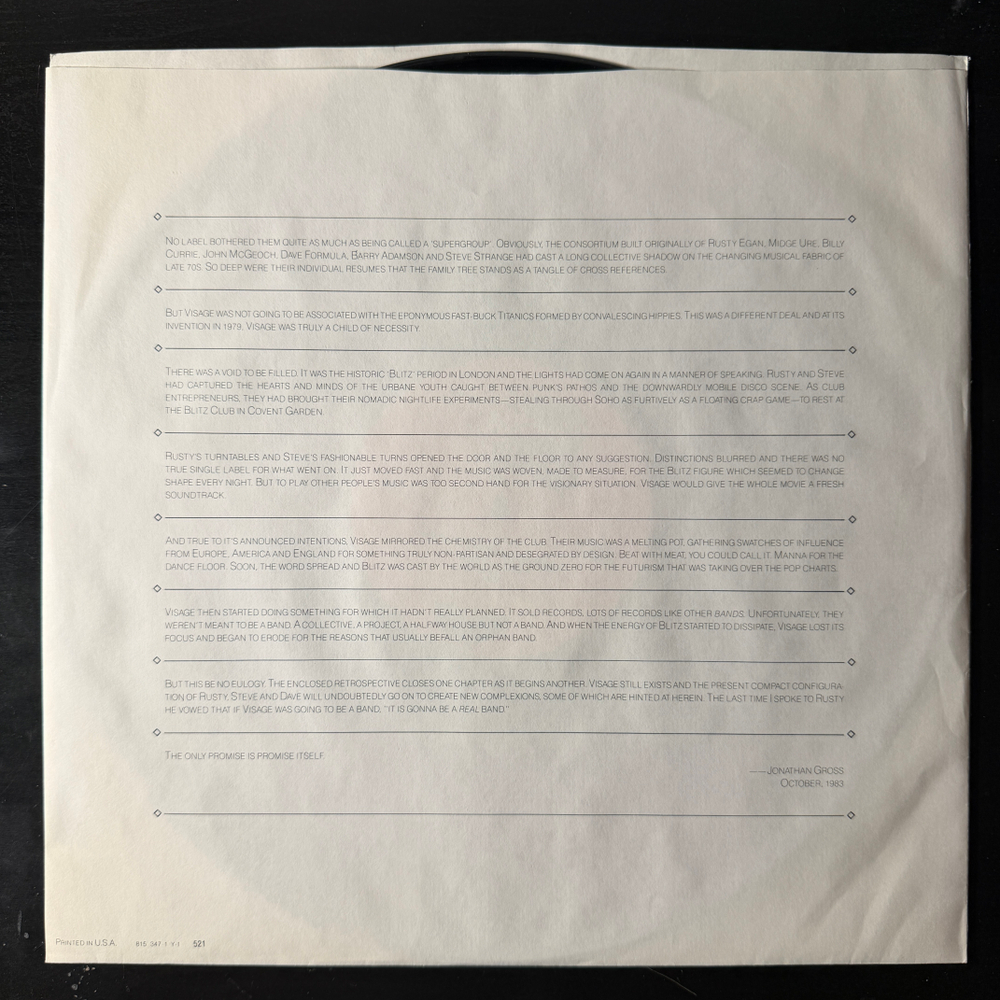 NO LABEL BOTHERED THEM QUITE AS MUCH AS BEING CALLED A 'SUPERGROUP'. OBVIOUSLY, THE CONSORTIUM BUILT ORIGINALLY OF RUSTY EGAN, MIDGE URE, BILLY
CURRIE, JOHN MCGEOCH, DAVE FORMULA, BARRY ADAMSON AND STEVE STRANGE HAD CAST A LONG COLLECTIVE SHADOW ON THE CHANGING MUSICAL FABRIC OF
LATE 70S. SO DEEP WERE THEIR INDIVIDUAL RESUMES THAT THE FAMILY TREE STANDS AS A TANGLE OF CROSS REFERENCES.
BUT VISAGE WAS NOT GOING TO BE ASSOCIATED WITH THE EPONYMOUS FAST-BUCK TITANICS FORMED BY CONVALESCING HIPPIES. THIS WAS A DIFFERENT DEAL AND AT ITS
INVENTION IN 1979, VISAGE WAS TRULY A CHILD OF NECESSITY.
THERE WAS A VOID TO BE FILLED. IT WAS THE HISTORIC 'BLITZ' PERIOD IN LONDON AND THE LIGHTS HAD COME ON AGAIN IN A MANNER OF SPEAKING. RUSTY AND STEVE
HAD CAPTURED THE HEARTS AND MINDS OF THE URBANE YOUTH CAUGHT BETWEEN PUNK'S PATHOS AND THE DOWNWARDLY MOBILE DISCO SCENE. AS CLUB
ENTREPRENEURS, THEY HAD BROUGHT THEIR NOMADIC NIGHTLIFE EXPERIMENTS—STEALING THROUGH SOHO AS FURTIVELY AS A FLOATING CRAP GAME—TO REST AT
THE BLITZ CLUB IN COVENT GARDEN.
RUSTY'S TURNTABLES AND STEVE'S FASHIONABLE TURNS OPENED THE DOOR AND THE FLOOR TO ANY SUGGESTION. DISTINCTIONS BLURRED AND THERE WAS NO
TRUE SINGLE LABEL FOR WHAT WENT ON. IT JUST MOVED FAST AND THE MUSIC WAS WOVEN, MADE TO MEASURE, FOR THE BLITZ FIGURE WHICH SEEMED TO CHANGE
SHAPE EVERY NIGHT. BUT TO PLAY OTHER PEOPLE'S MUSIC WAS TOO SECOND HAND FOR THE VISIONARY SITUATION. VISAGE WOULD GIVE THE WHOLE MOVIE A FRESH
SOUNDTRACK.
AND TRUE TO IT'S ANNOUNCED INTENTIONS, VISAGE MIRRORED THE CHEMISTRY OF THE CLUB. THEIR MUSIC WAS A MELTING POT, GATHERING SWATCHES OF INFLUENCE
FROM EUROPE, AMERICA AND ENGLAND FOR SOMETHING TRULY NON-PARTISAN AND DESEGRATED BY DESIGN. BEAT WITH MEAT, YOU COULD CALL IT. MANNA FOR THE
DANCE FLOOR. SOON, THE WORD SPREAD AND BLITZ WAS CAST BY THE WORLD AS THE GROUND ZERO FOR THE FUTURISM THAT WAS TAKING OVER THE POP CHARTS.
VISAGE THEN STARTED DOING SOMETHING FOR WHICH IT HADN'T REALLY PLANNED. IT SOLD RECORDS, LOTS OF RECORDS LIKE OTHER BANDS. UNFORTUNATELY, THEY
WEREN'T MEANT TO BE A BAND. A COLLECTIVE, A PROJECT, A HALFWAY HOUSE BUT NOT A BAND. AND WHEN THE ENERGY OF BLITZ STARTED TO DISSIPATE, VISAGE LOST ITS
FOCUS AND BEGAN TO ERODE FOR THE REASONS THAT USUALLY BEFALL AN ORPHAN BAND.
BUT THIS BE NO EULOGY. THE ENCLOSED RETROSPECTIVE CLOSES ONE CHAPTER AS IT BEGINS ANOTHER. VISAGE STILL EXISTS AND THE PRESENT COMPACT CONFIGURA-
TION OF RUSTY, STEVE AND DAVE WILL UNDOUBTEDLY GO ON TO CREATE NEW COMPLEXIONS, SOME OF WHICH ARE HINTED AT HEREIN. THE LAST TIME I SPOKE TO RUSTY
HE VOWED THAT IF VISAGE WAS GOING TO BE A BAND, "IT IS GONNA BE A REAL BAND."
THE ONLY PROMISE IS PROMISE ITSELF.
——JONATHAN GROSS
OCTOBER, 1983
PRINTED IN U.S.A. 815 347-1 Y-1 521